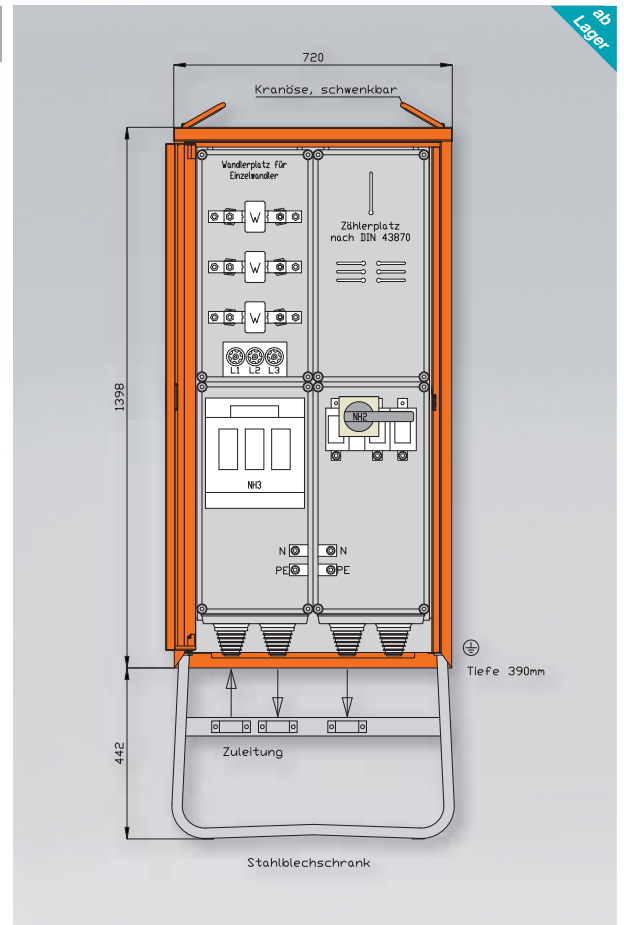 ab
Lager
720
Kranöse, schwenkbar
Wandlerplatz für
Einzelwandler
W
W
W
L1 L2 L3
Zählerplatz
nach DIN 43870
1398
NH3
NH2
N N
PE PE
Tiefe 390mm
442
Zuleitung
Stahlblechschrank